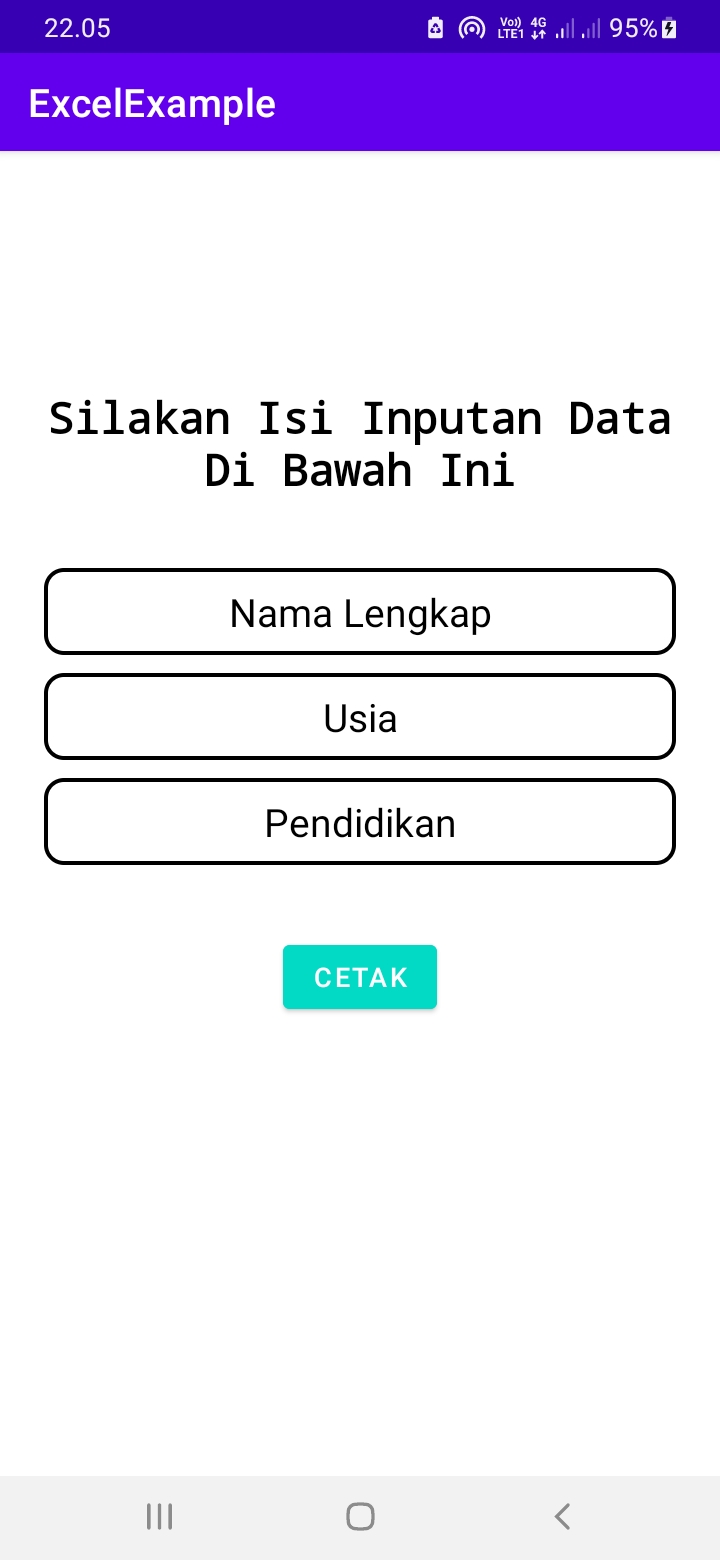 22.05
Vo)) LTE1 4G 95%
ExcelExample
Silakan Isi Inputan Data
Di Bawah Ini
Nama Lengkap
Usia
Pendidikan
CETAK